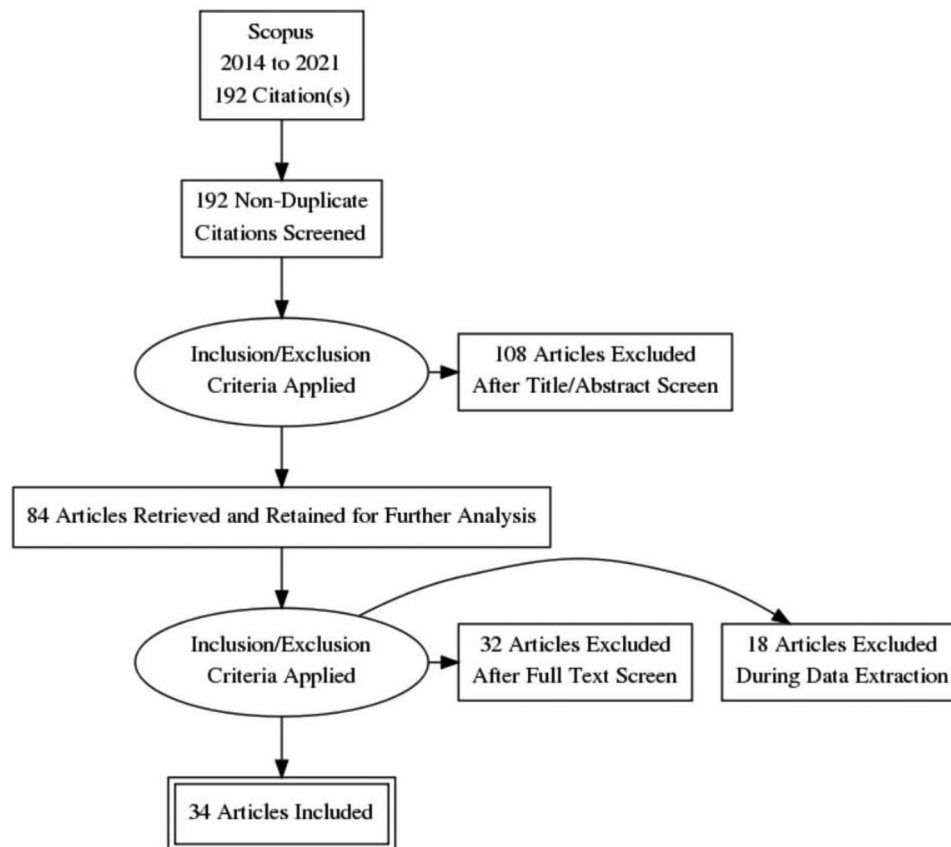 Scopus
2014 to 2021
192 Citation(s)
192 Non-Duplicate
Citations Screened
Inclusion/Exclusion
Criteria Applied
108 Articles Excluded
After Title/Abstract Screen
84 Articles Retrieved and Retained for Further Analysis
Inclusion/Exclusion
Criteria Applied
32 Articles Excluded
After Full Text Screen
18 Articles Excluded
During Data Extraction
34 Articles Included